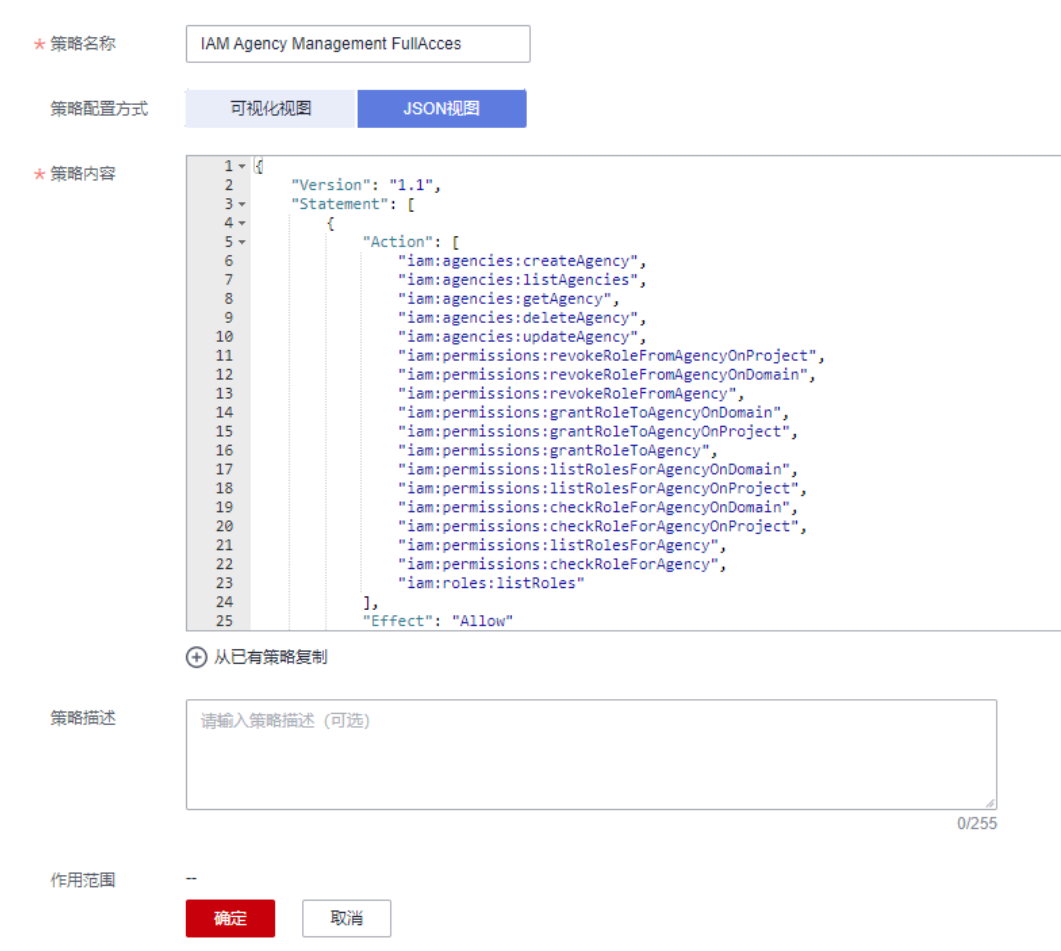 * 策略名称 IAM Agency Management FullAcces
策略配置方式 可视化视图 JSON视图
* 策略内容
1 {
2 "Version": "1.1",
3 "Statement": [
4 {
5 "Action": [
6 "iam:agencies:createAgency",
7 "iam:agencies:listAgencies",
8 "iam:agencies:getAgency",
9 "iam:agencies:deleteAgency",
10 "iam:agencies:updateAgency",
11 "iam:permissions:revokeRoleFromAgencyOnProject",
12 "iam:permissions:revokeRoleFromAgencyOnDomain",
13 "iam:permissions:revokeRoleFromAgency",
14 "iam:permissions:grantRoleToAgencyOnDomain",
15 "iam:permissions:grantRoleToAgencyOnProject",
16 "iam:permissions:grantRoleToAgency",
17 "iam:permissions:listRolesForAgencyOnDomain",
18 "iam:permissions:listRolesForAgencyOnProject",
19 "iam:permissions:checkRoleForAgencyOnDomain",
20 "iam:permissions:checkRoleForAgencyOnProject",
21 "iam:permissions:listRolesForAgency",
22 "iam:permissions:checkRoleForAgency",
23 "iam:roles:listRoles"
24 ],
25 "Effect": "Allow"
从已有策略复制
策略描述 请输入策略描述（可选）
0/255
作用范围 --
确定 取消